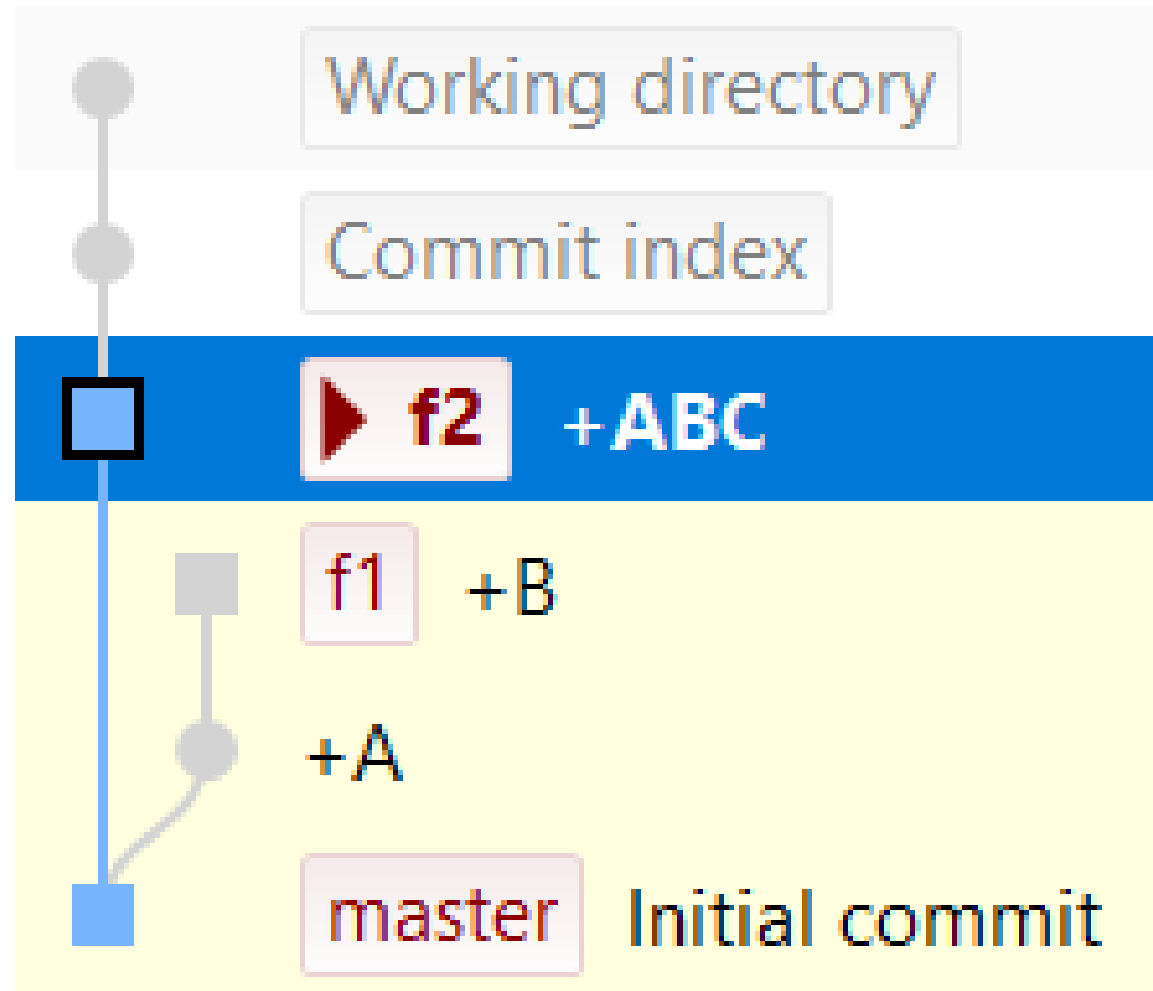 Working directory
Commit index
f2 +ABC
f1 +B
+A
master Initial commit